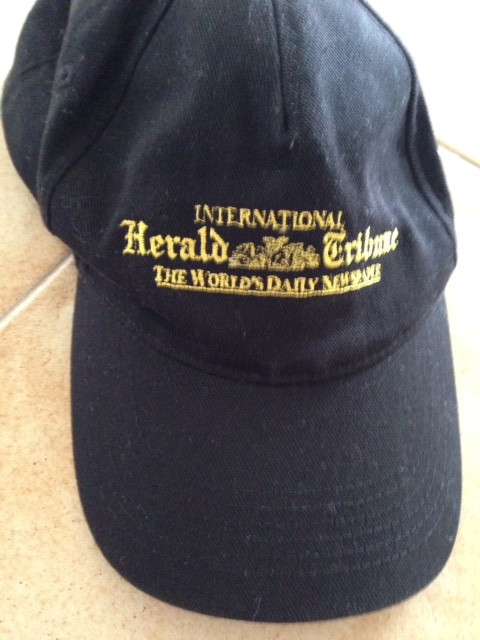 INTERNATIONAL
Herald Tribune
THE WORLD'S DAILY NEWSPAPER